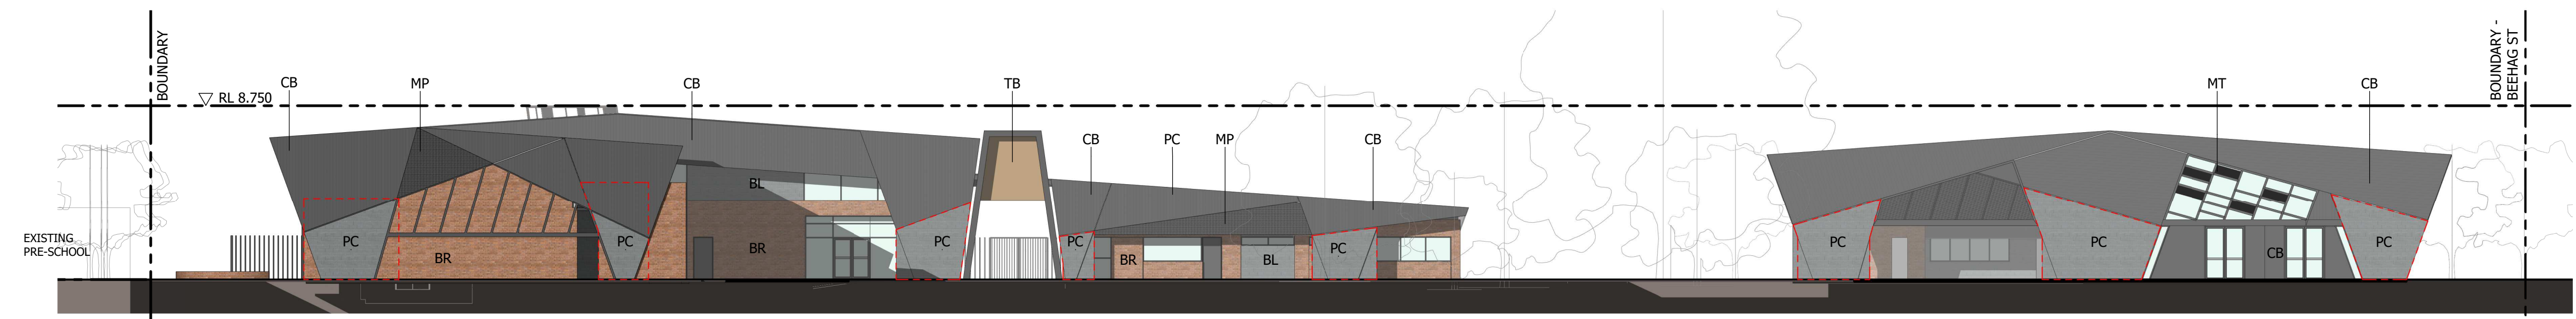 BOUNDARY
BOUNDARY -
BEEHAG ST
CB
MP
CB
TB
CB
PC
MP
CB
MT
CB
RL 8.750
BL
EXISTING
PRE-SCHOOL
PC
BR
PC
BR
PC
PC
BR
BL
PC
PC
PC
CB
PC